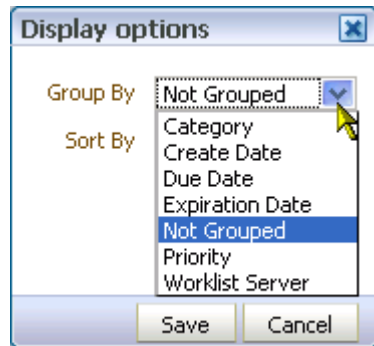 Display options
Group By Not Grouped
Sort By
Category
Create Date
Due Date
Expiration Date
Not Grouped
Priority
Worklist Server
Save Cancel